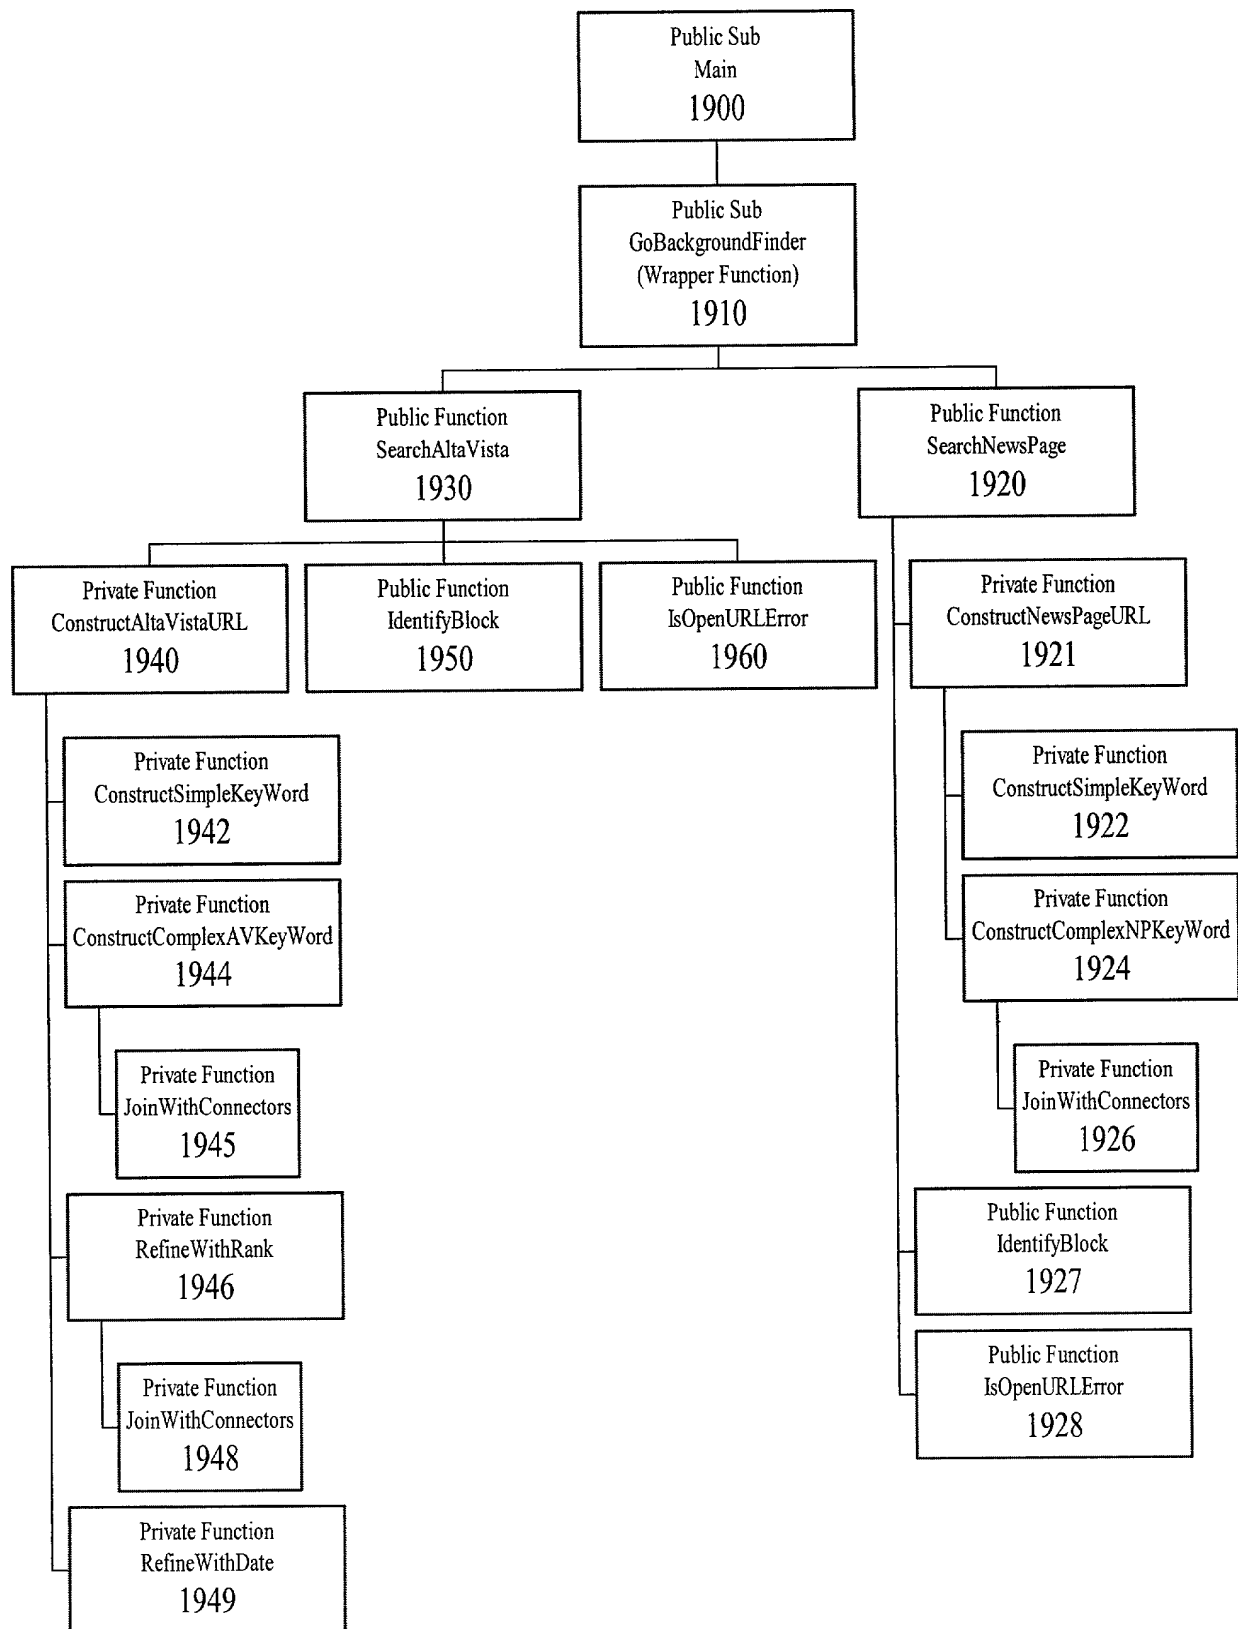 Public Sub
Main
1900
Public Sub
GoBackgroundFinder
(Wrapper Function)
1910
Public Function
SearchAltaVista
1930
Public Function
SearchNewsPage
1920
Private Function
ConstructAltaVistaURL
1940
Public Function
IdentifyBlock
1950
Public Function
IsOpenURLError
1960
Private Function
ConstructNewsPageURL
1921
Private Function
ConstructSimpleKeyWord
1942
Private Function
ConstructSimpleKeyWord
1922
Private Function
ConstructComplexAVKeyWord
1944
Private Function
ConstructComplexNPKeyWord
1924
Private Function
JoinWithConnectors
1945
Private Function
JoinWithConnectors
1926
Private Function
RefineWithRank
1946
Public Function
IdentifyBlock
1927
Private Function
JoinWithConnectors
1948
Public Function
IsOpenURLError
1928
Private Function
RefineWithDate
1949